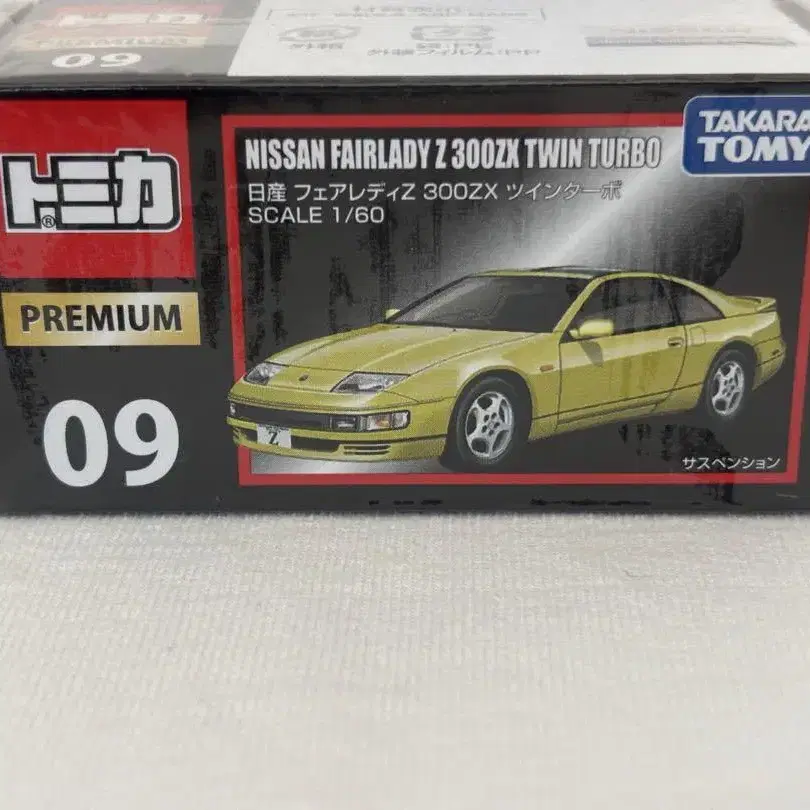 09
トミカ®
PREMIUM
09
NISSAN FAIRLADY Z 300ZX TWIN TURBO
日産 フェアレディZ 300ZX ツインターボ
SCALE 1/60
TAKARA
TOMY
Z
サスペンション